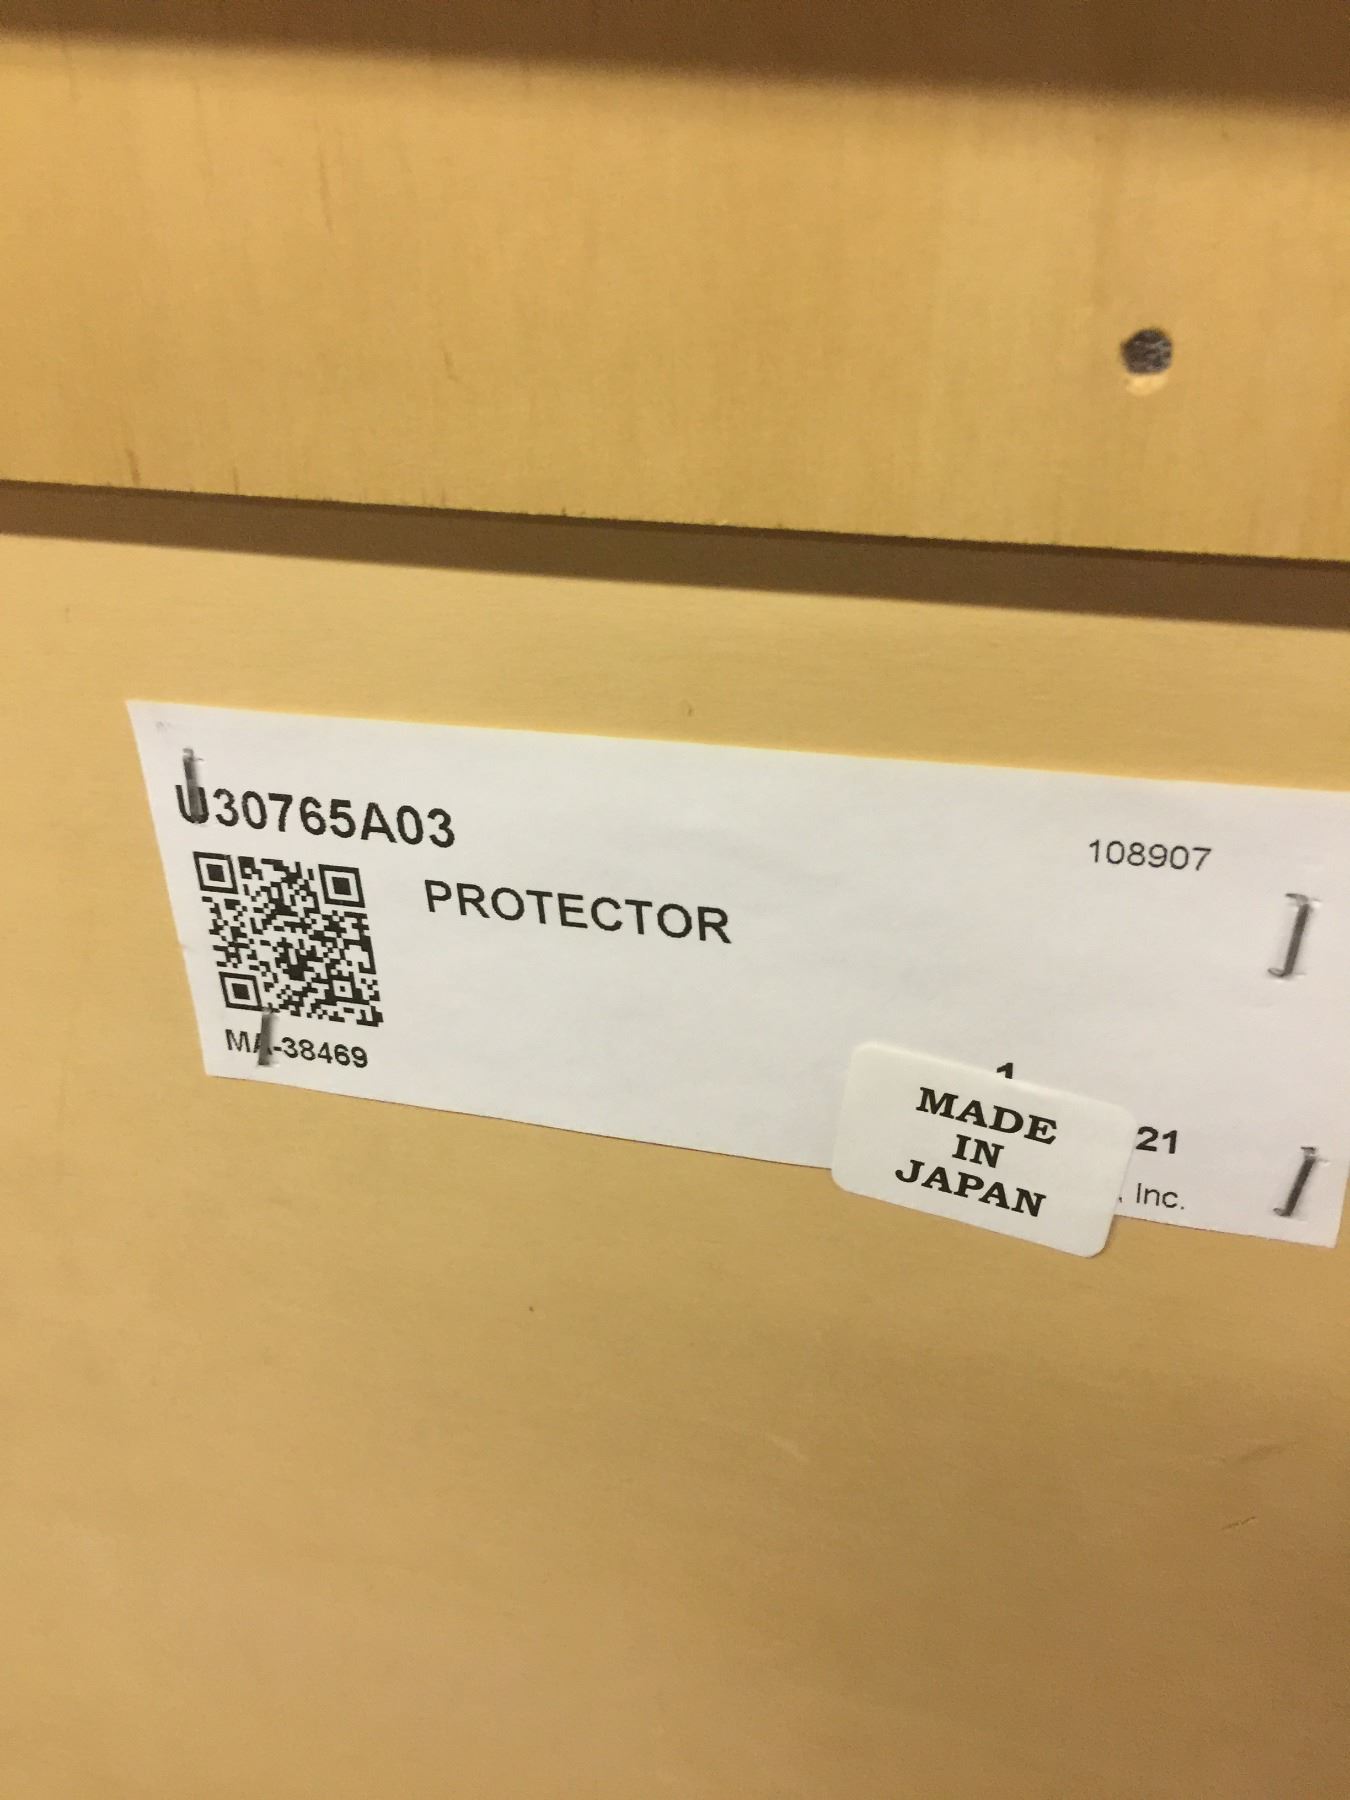 U30765A03
108907
PROTECTOR
MA-38469
1
MADE
IN
JAPAN
21
. Inc.